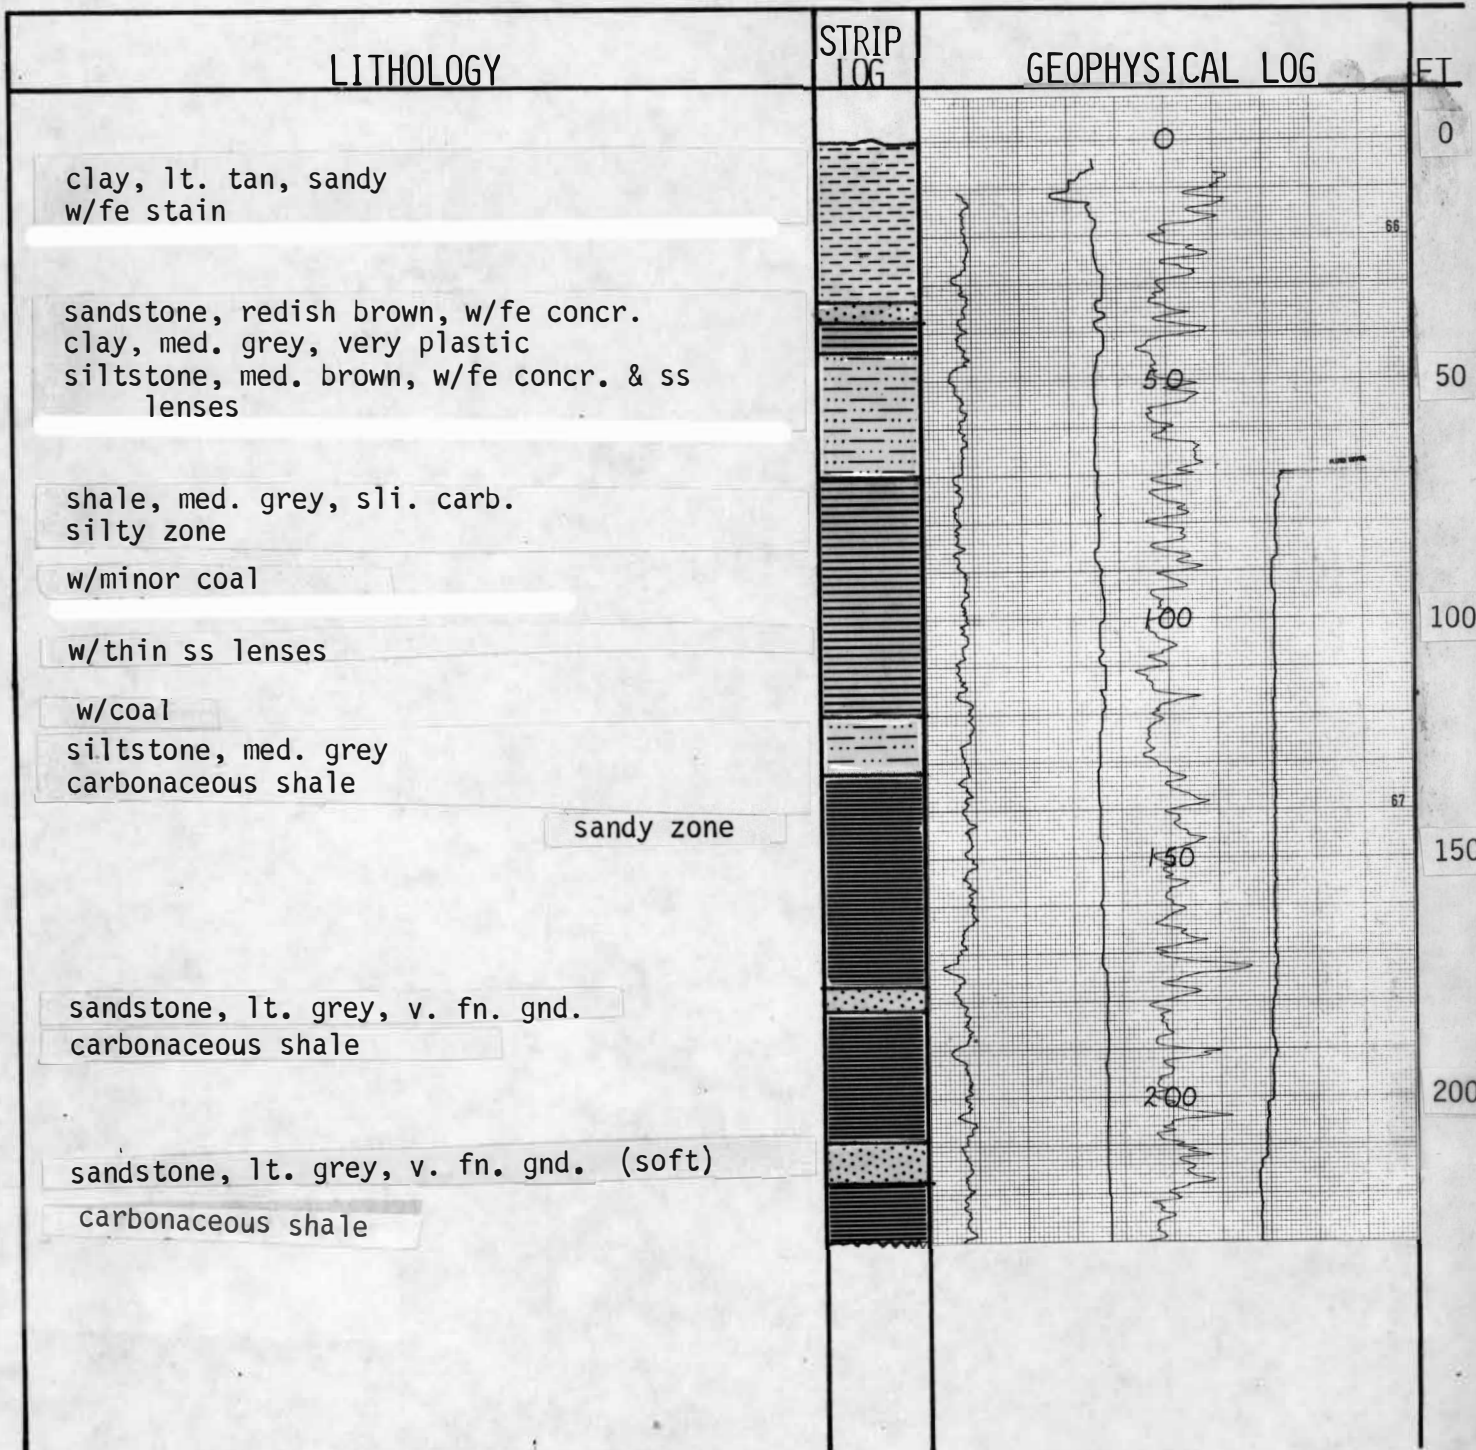 LITHOLOGY
STRIP
LOG
GEOPHYSICAL LOG
FT
0
0
clay, lt. tan, sandy
w/fe stain
66
sandstone, redish brown, w/fe concr.
clay, med. grey, very plastic
siltstone, med. brown, w/fe concr. & ss
lenses
50
50
shale, med. grey, sli. carb.
silty zone
w/minor coal
100
100
w/thin ss lenses
w/coal
siltstone, med. grey
carbonaceous shale
67
sandy zone
150
150
sandstone, lt. grey, v. fn. gnd.
carbonaceous shale
200
200
sandstone, lt. grey, v. fn. gnd. (soft)
carbonaceous shale